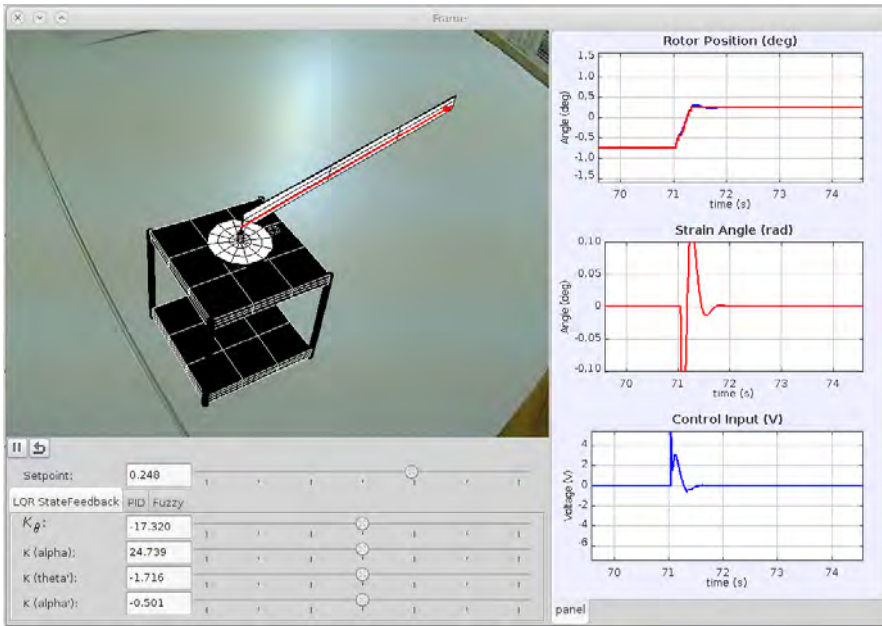 Frame
Rotor Position (deg)
Angle (deg)
1.5
1.0
0.5
0
-0.5
-1.0
-1.5
70 71 72 73 74
time (s)
Strain Angle (rad)
Angle (deg)
0.10
0.05
0
-0.05
-0.10
70 71 72 73 74
time (s)
Control Input (V)
Voltage (V)
4
2
0
-2
-4
-6
70 71 72 73 74
time (s)
panel
Setpoint: 0.248
LQR StateFeedback PID Fuzzy
Kθ: -17.320
K (alpha): 24.739
K (theta'): -1.716
K (alpha'): -0.501